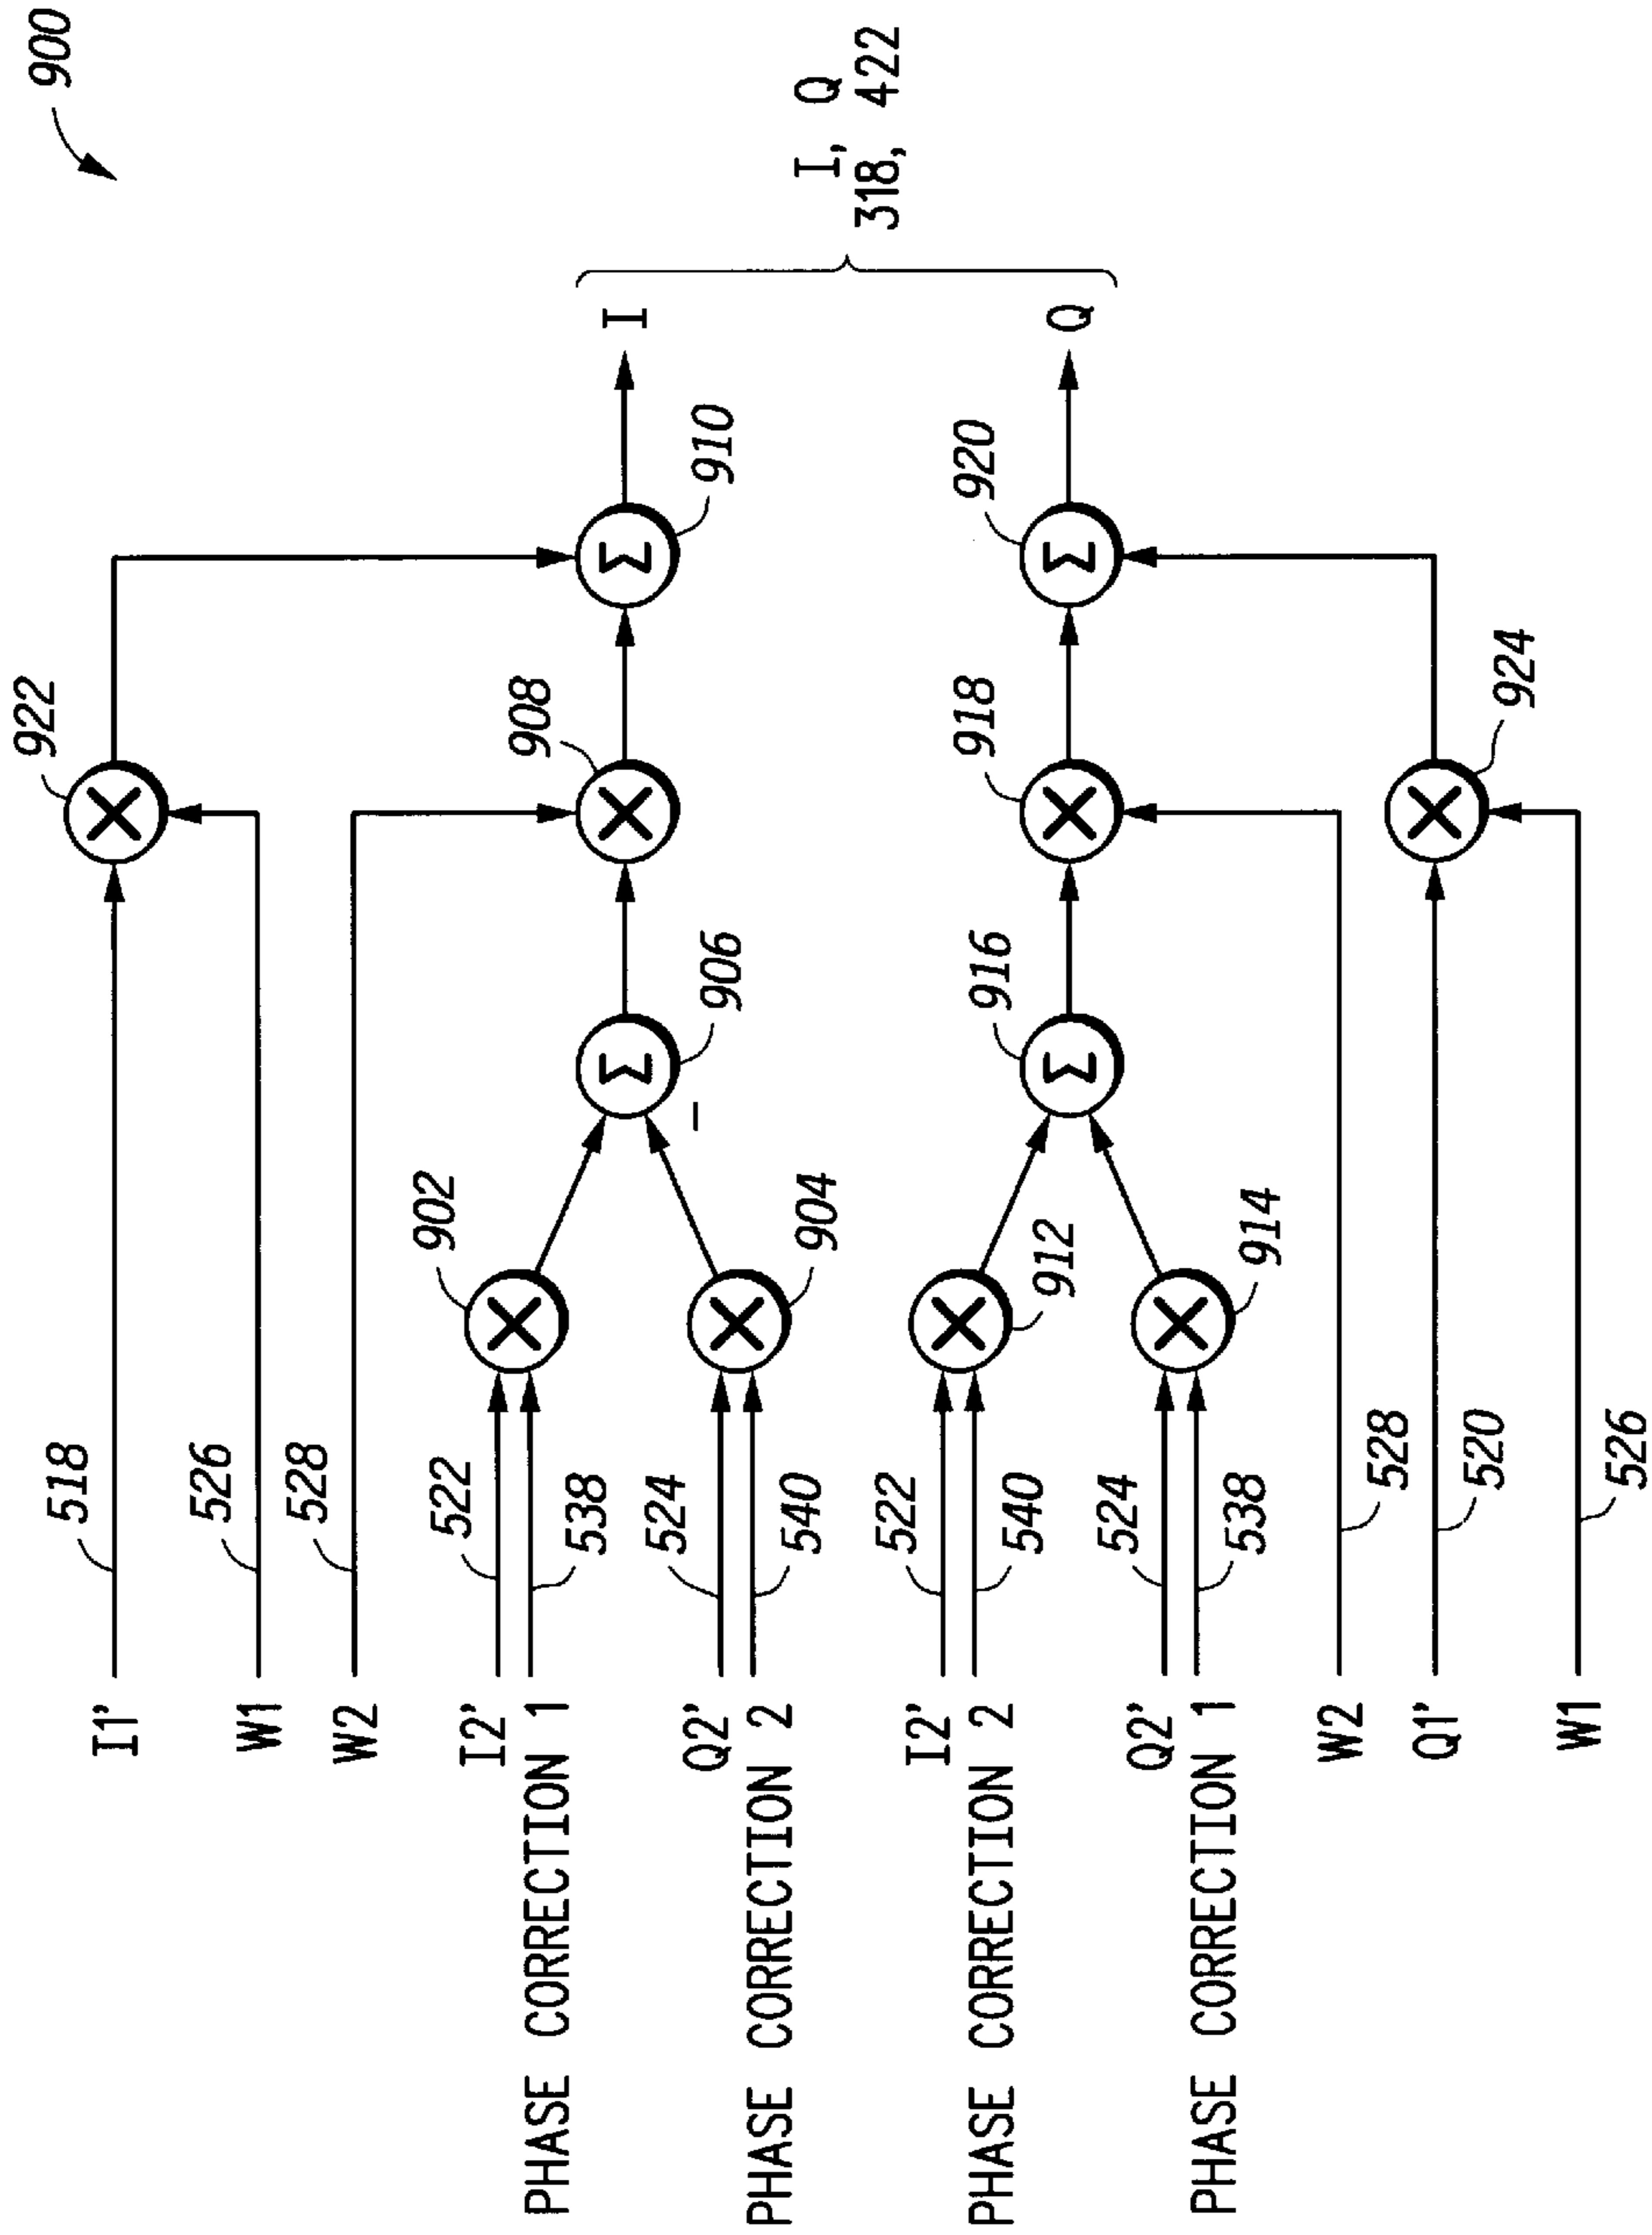 900
I1'
518
922
W1
526
W2
528
908
I2'
522
902
PHASE CORRECTION 1
538
906
910
I
Σ
Σ
–
Q2'
524
904
PHASE CORRECTION 2
540
I, Q
318, 422
I2'
522
912
916
918
920
PHASE CORRECTION 2
540
Σ
Σ
Q
Q2'
524
914
PHASE CORRECTION 1
538
W2
528
Q1'
520
924
W1
526